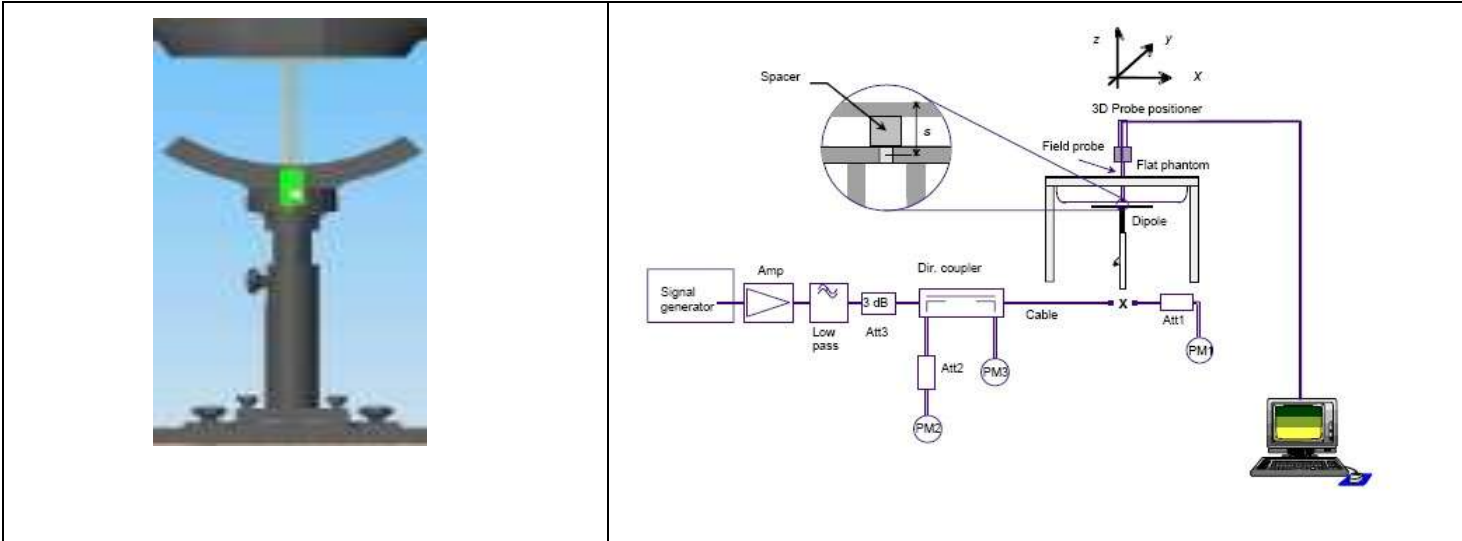 z
y
X
Spacer
s
3D Probe positioner
Field probe
Flat phantom
Dipole
Signal
generator
Amp
Low
pass
3 dB
Att3
Dir. coupler
Cable
X
Att1
PM1
Att2
PM3
PM2